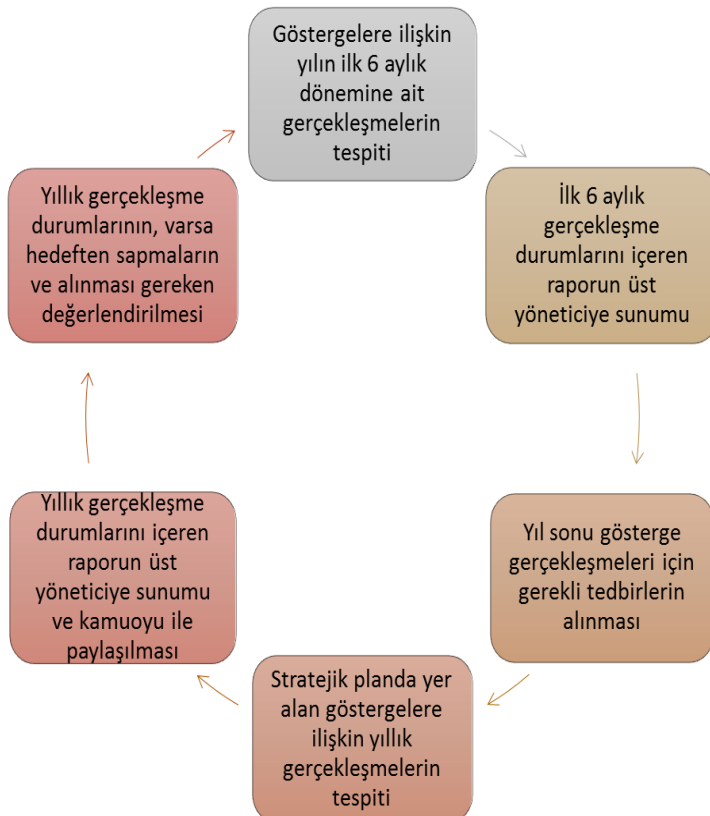 Göstergelere ilişkin
yılın ilk 6 aylık
dönemine ait
gerçekleşmelerin
tespiti
İlk 6 aylık
gerçekleşme
durumlarını içeren
raporun üst
yöneticiye sunumu
Yıl sonu gösterge
gerçekleşmeleri için
gerekli tedbirlerin
alınması
Stratejik planda yer
alan göstergelere
ilişkin yıllık
gerçekleşmelerin
tespiti
Yıllık gerçekleşme
durumlarını içeren
raporun üst
yöneticiye sunumu
ve kamuoyu ile
paylaşılması
Yıllık gerçekleşme
durumlarının, varsa
hedeften sapmaların
ve alınması gereken
değerlendirilmesi